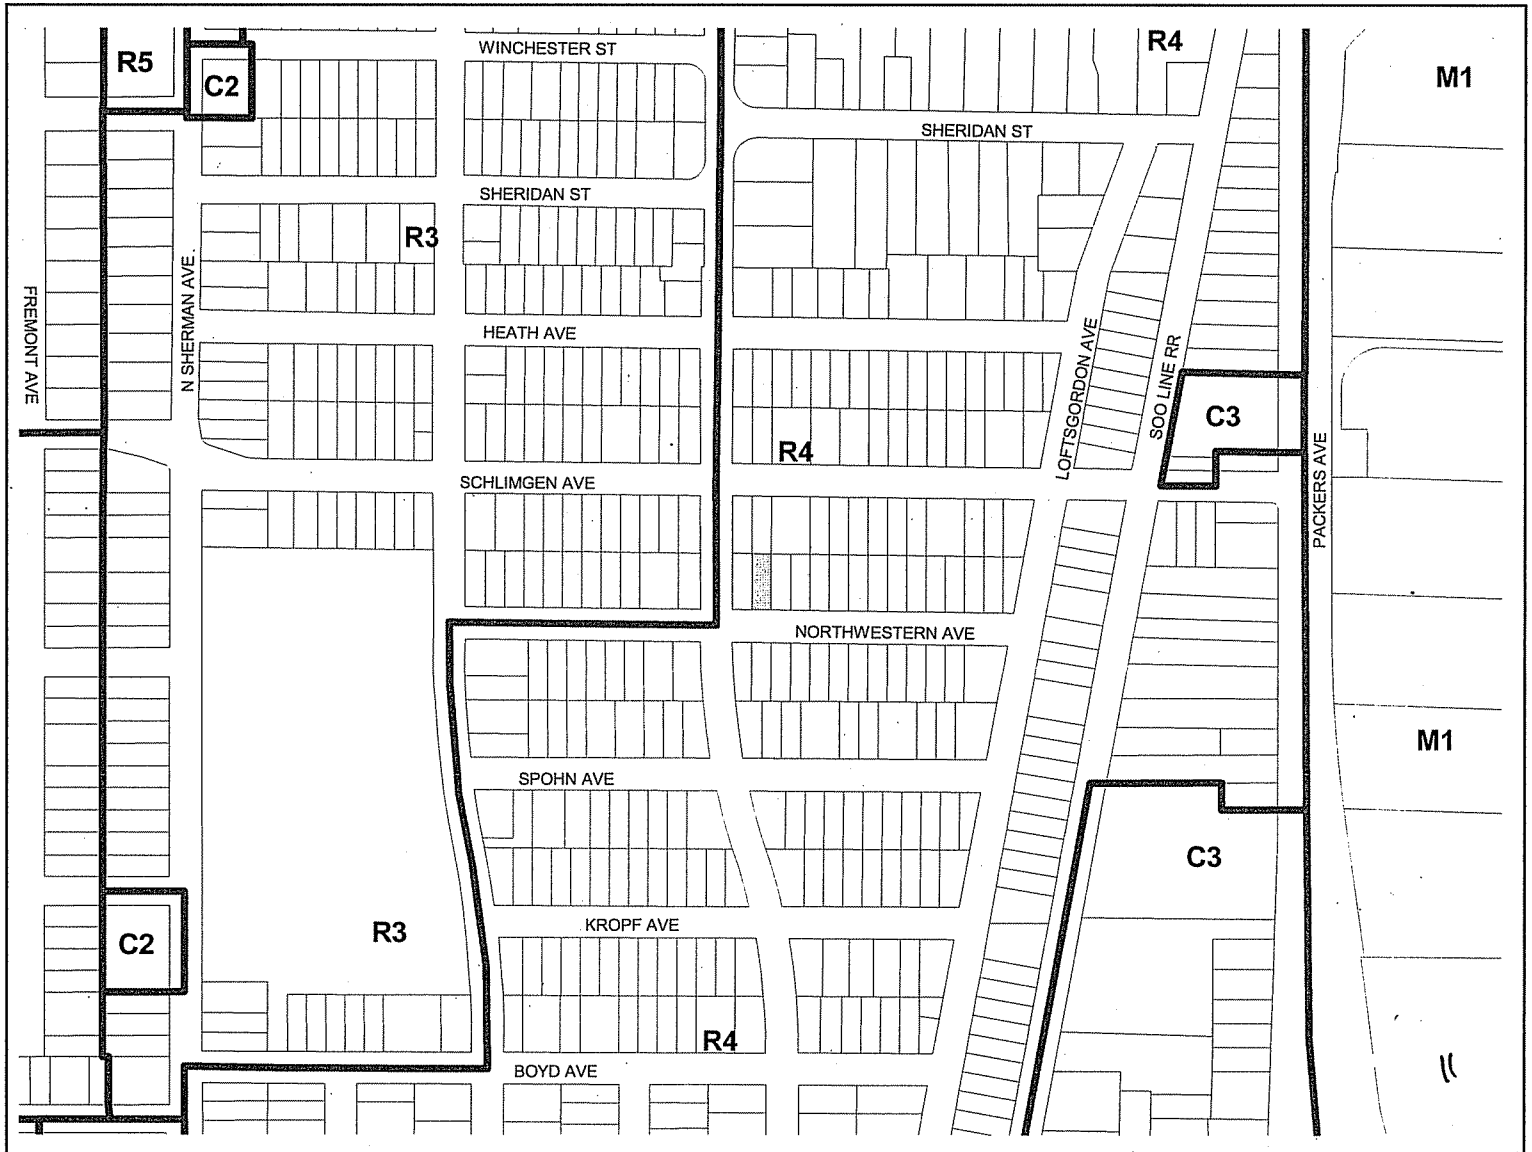 WINCHESTER ST
R4
R5
C2
M1
SHERIDAN ST
SHERIDAN ST
R3
N SHERMAN AVE.
FREMONT AVE
HEATH AVE
LOFTSGORDON AVE
SOO LINE RR
C3
R4
PACKERS AVE
SCHLIMGEN AVE
NORTHWESTERN AVE
M1
SPOHN AVE
C3
KROPF AVE
R3
C2
R4
BOYD AVE